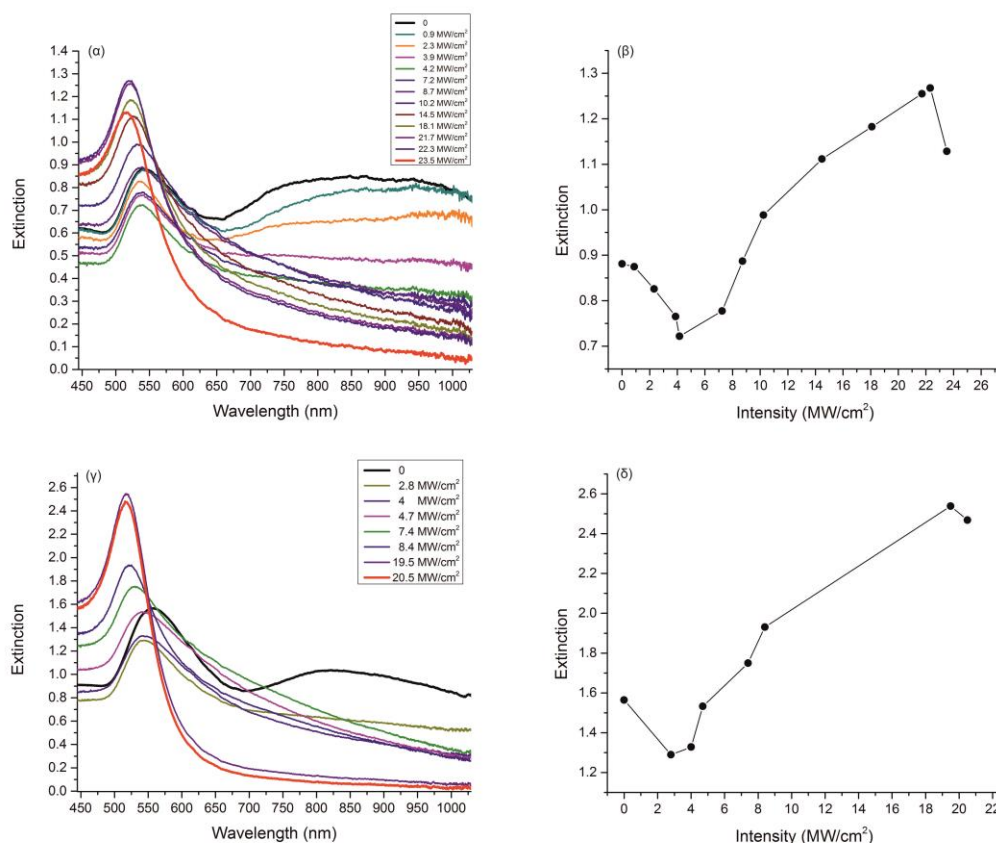 (α)
1.4
1.3
1.2
1.1
1.0
0.9
0.8
0.7
0.6
0.5
0.4
0.3
0.2
0.1
0.0
Extinction
450 500 550 600 650 700 750 800 850 900 950 1000
Wavelength (nm)
0
0.9 MW/cm²
2.3 MW/cm²
3.9 MW/cm²
4.2 MW/cm²
7.2 MW/cm²
8.7 MW/cm²
10.2 MW/cm²
14.5 MW/cm²
18.1 MW/cm²
21.7 MW/cm²
22.3 MW/cm²
23.5 MW/cm²
(β)
1.3
1.2
1.1
1.0
0.9
0.8
0.7
Extinction
0 2 4 6 8 10 12 14 16 18 20 22 24 26
Intensity (MW/cm²)
(γ)
2.6
2.4
2.2
2.0
1.8
1.6
1.4
1.2
1.0
0.8
0.6
0.4
0.2
0.0
Extinction
450 500 550 600 650 700 750 800 850 900 950 1000
Wavelength (nm)
0
2.8 MW/cm²
4 MW/cm²
4.7 MW/cm²
7.4 MW/cm²
8.4 MW/cm²
19.5 MW/cm²
20.5 MW/cm²
(δ)
2.6
2.4
2.2
2.0
1.8
1.6
1.4
1.2
Extinction
0 2 4 6 8 10 12 14 16 18 20 22
Intensity (MW/cm²)